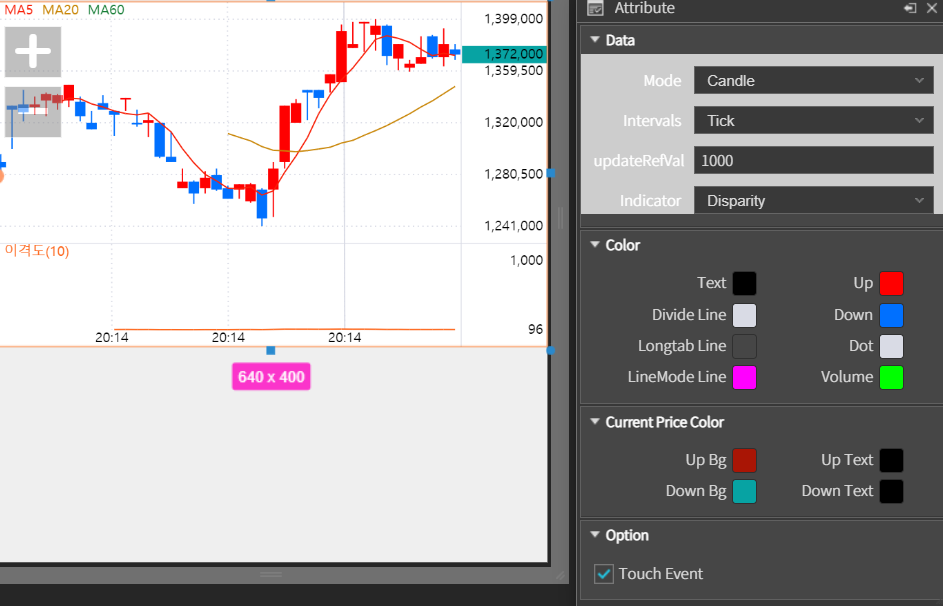 MA5 MA20 MA60
1,399,000
1,372,000
1,359,500
1,320,000
1,280,500
1,241,000
이격도(10)
1,000
96
20:14 20:14 20:14
640 x 400
Attribute
Data
Mode Candle
Intervals Tick
updateRefVal 1000
Indicator Disparity
Color
Text Up
Divide Line Down
Longtab Line Dot
LineMode Line Volume
Current Price Color
Up Bg Up Text
Down Bg Down Text
Option
Touch Event